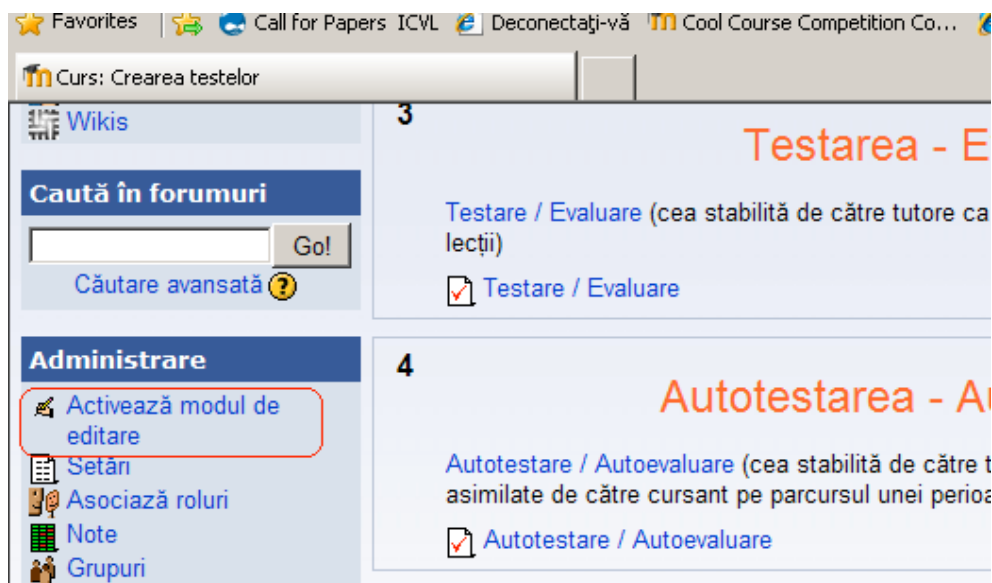 Favorites Call for Papers ICVL Deconectaţi-vă Cool Course Competition Co...
Curs: Crearea testelor
Wikis
Caută în forumuri
Go!
Căutare avansată ?
Administrare
Activează modul de
editare
Setări
Asociază roluri
Note
Grupuri
3
Testarea - E
Testare / Evaluare (cea stabilită de către tutore ca
lecții)
Testare / Evaluare
4
Autotestarea - Au
Autotestare / Autoevaluare (cea stabilită de către t
asimilate de către cursant pe parcursul unei perioa
Autotestare / Autoevaluare